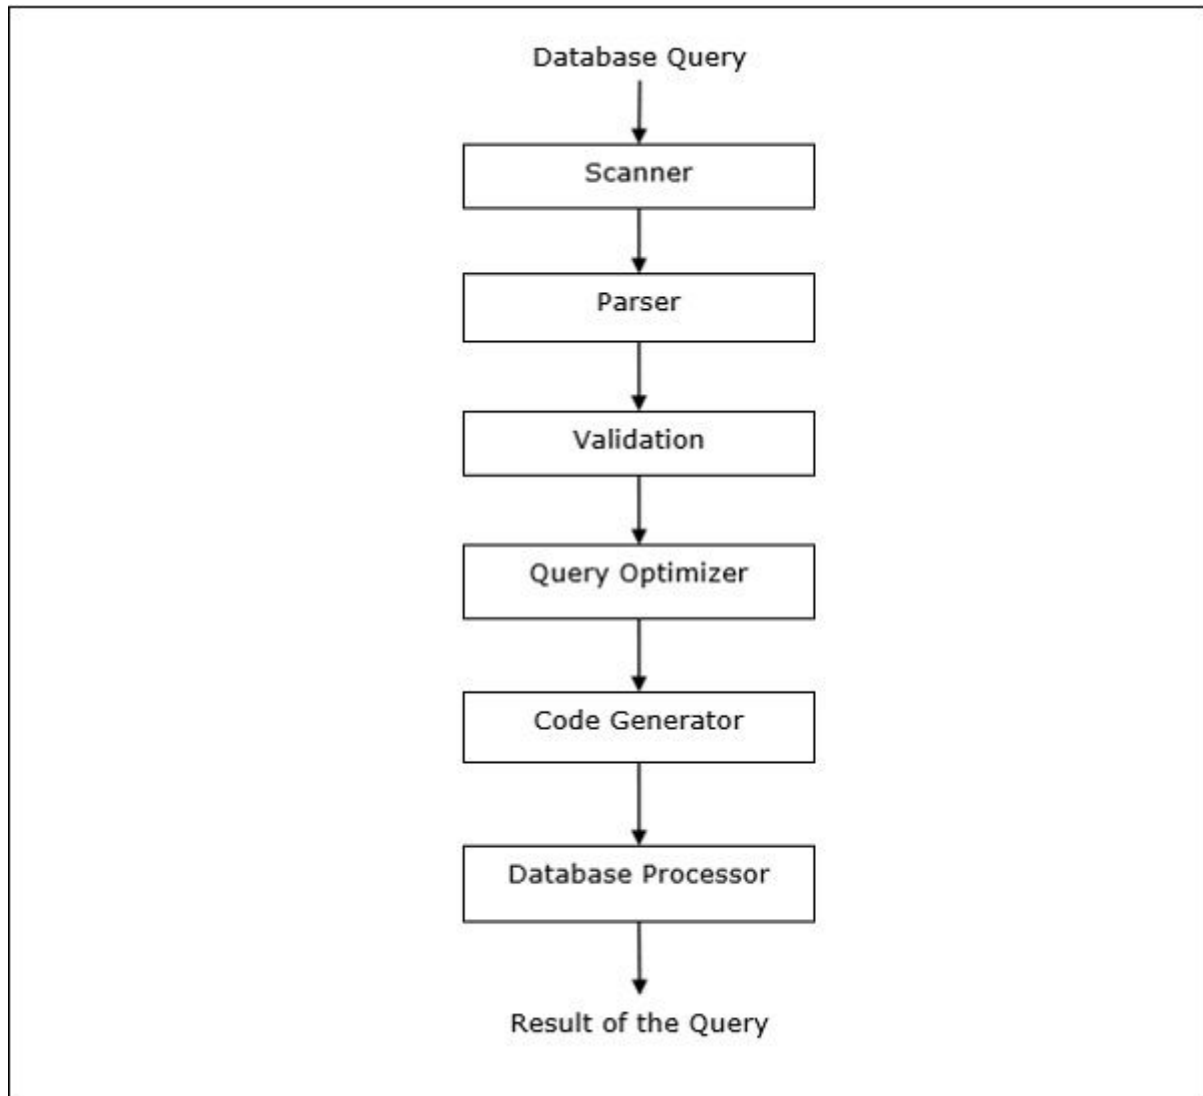 Database Query
Scanner
Parser
Validation
Query Optimizer
Code Generator
Database Processor
Result of the Query